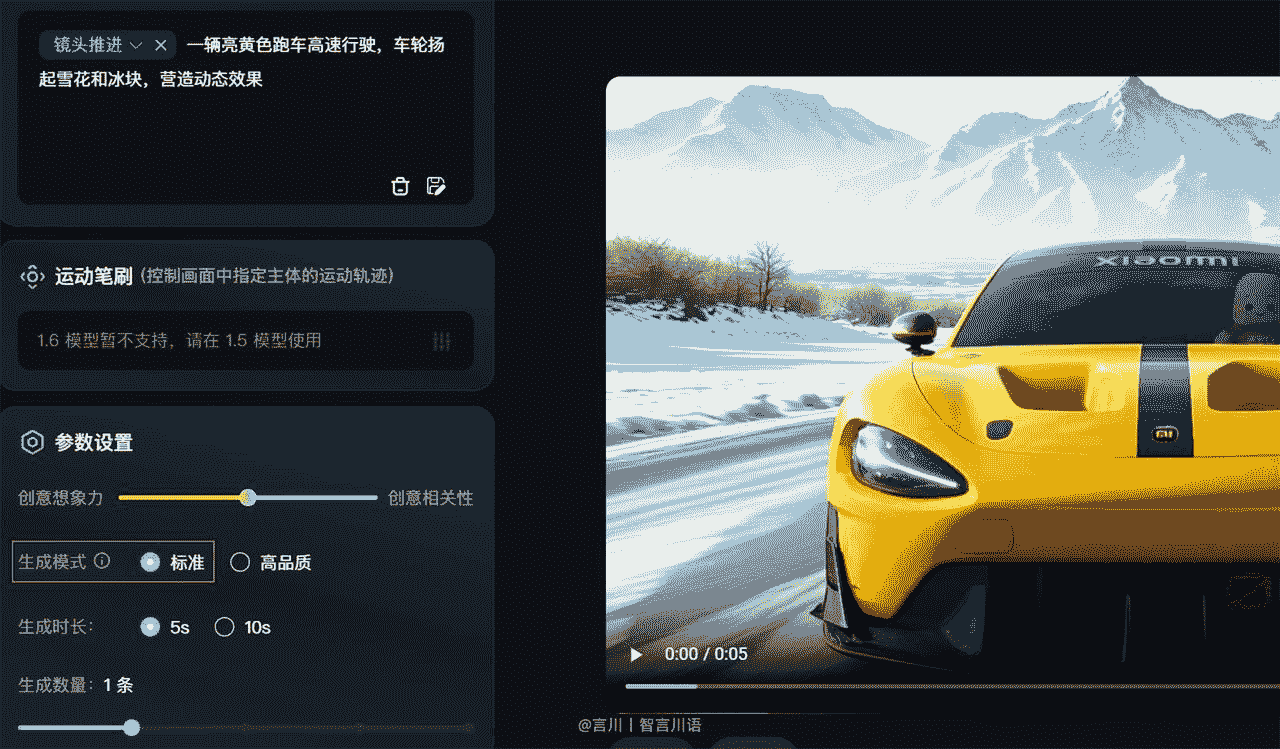 镜头推进 一辆亮黄色跑车高速行驶，车轮扬
起雪花和冰块，营造动态效果
运动笔刷（控制画面中指定主体的运动轨迹）
1.6 模型暂不支持，请在 1.5 模型使用
参数设置
创意想象力 创意相关性
生成模式 标准 高品质
生成时长： 5s 10s
生成数量：1 条
xiaomi
mi
0:00 / 0:05
@言川丨智言川语